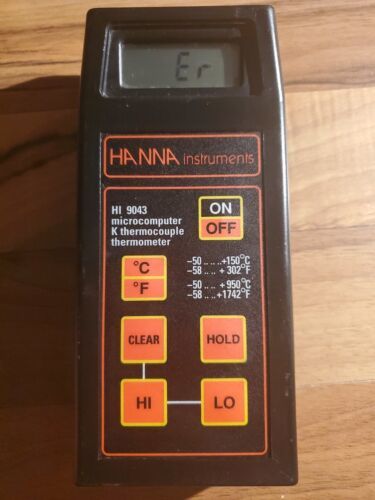 Er
HANNA instruments
HI 9043
microcomputer
K thermocouple
thermometer
ON
OFF
°C
°F
-50 .. .. ..+150°C
-58 .. .. + 302°F
-50 .. .. .. + 950°C
-58 .. .. ..+1742°F
CLEAR
HOLD
HI
LO